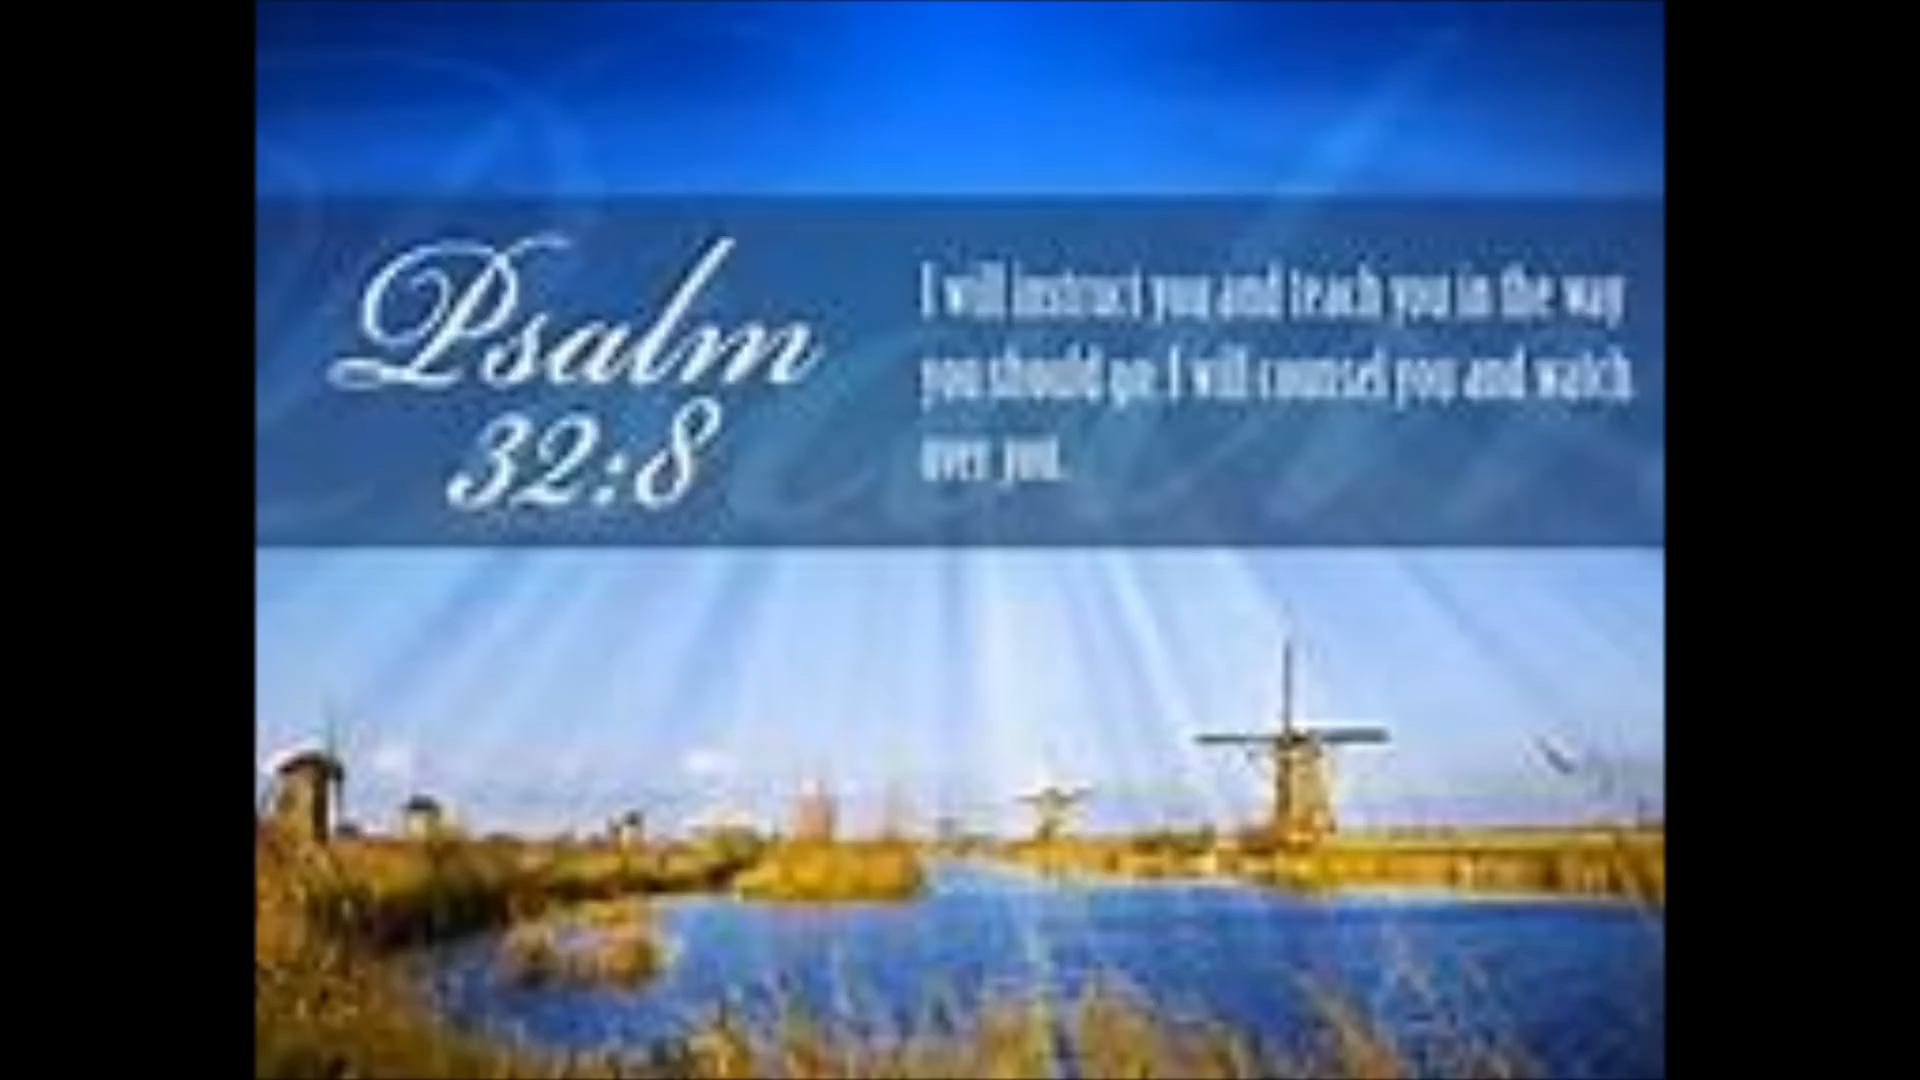 Psalm
32:8
I will instruct you and teach you in the way
you should go. I will counsel you and watch
over you.